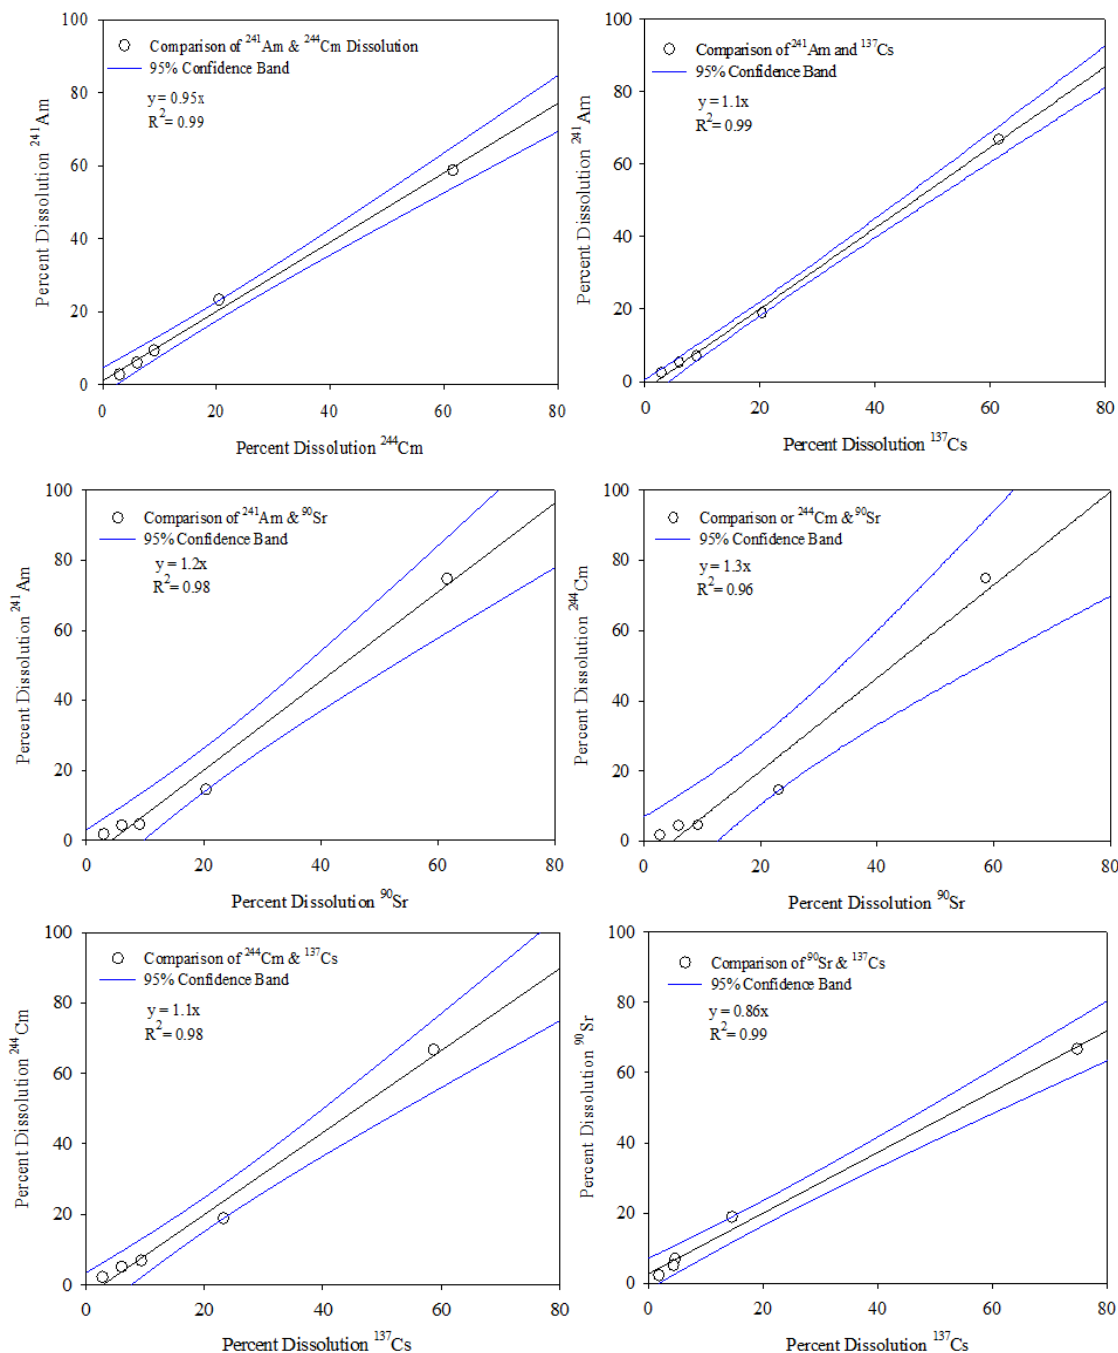 100
80
60
40
20
0
Percent Dissolution ²⁴¹Am
Comparison of ²⁴¹Am & ²⁴⁴Cm Dissolution
95% Confidence Band
y = 0.95x
R² = 0.99
0 20 40 60 80
Percent Dissolution ²⁴⁴Cm
100
80
60
40
20
0
Percent Dissolution ²⁴¹Am
Comparison of ²⁴¹Am and ¹³⁷Cs
95% Confidence Band
y = 1.1x
R² = 0.99
0 20 40 60 80
Percent Dissolution ¹³⁷Cs
100
80
60
40
20
0
Percent Dissolution ²⁴¹Am
Comparison of ²⁴¹Am & ⁹⁰Sr
95% Confidence Band
y = 1.2x
R² = 0.98
0 20 40 60 80
Percent Dissolution ⁹⁰Sr
100
80
60
40
20
0
Percent Dissolution ²⁴⁴Cm
Comparison or ²⁴⁴Cm & ⁹⁰Sr
95% Confidence Band
y = 1.3x
R² = 0.96
0 20 40 60 80
Percent Dissolution ⁹⁰Sr
100
80
60
40
20
0
Percent Dissolution ²⁴⁴Cm
Comparison of ²⁴⁴Cm & ¹³⁷Cs
95% Confidence Band
y = 1.1x
R² = 0.98
0 20 40 60 80
Percent Dissolution ¹³⁷Cs
100
80
60
40
20
0
Percent Dissolution ⁹⁰Sr
Comparison of ⁹⁰Sr & ¹³⁷Cs
95% Confidence Band
y = 0.86x
R² = 0.99
0 20 40 60 80
Percent Dissolution ¹³⁷Cs